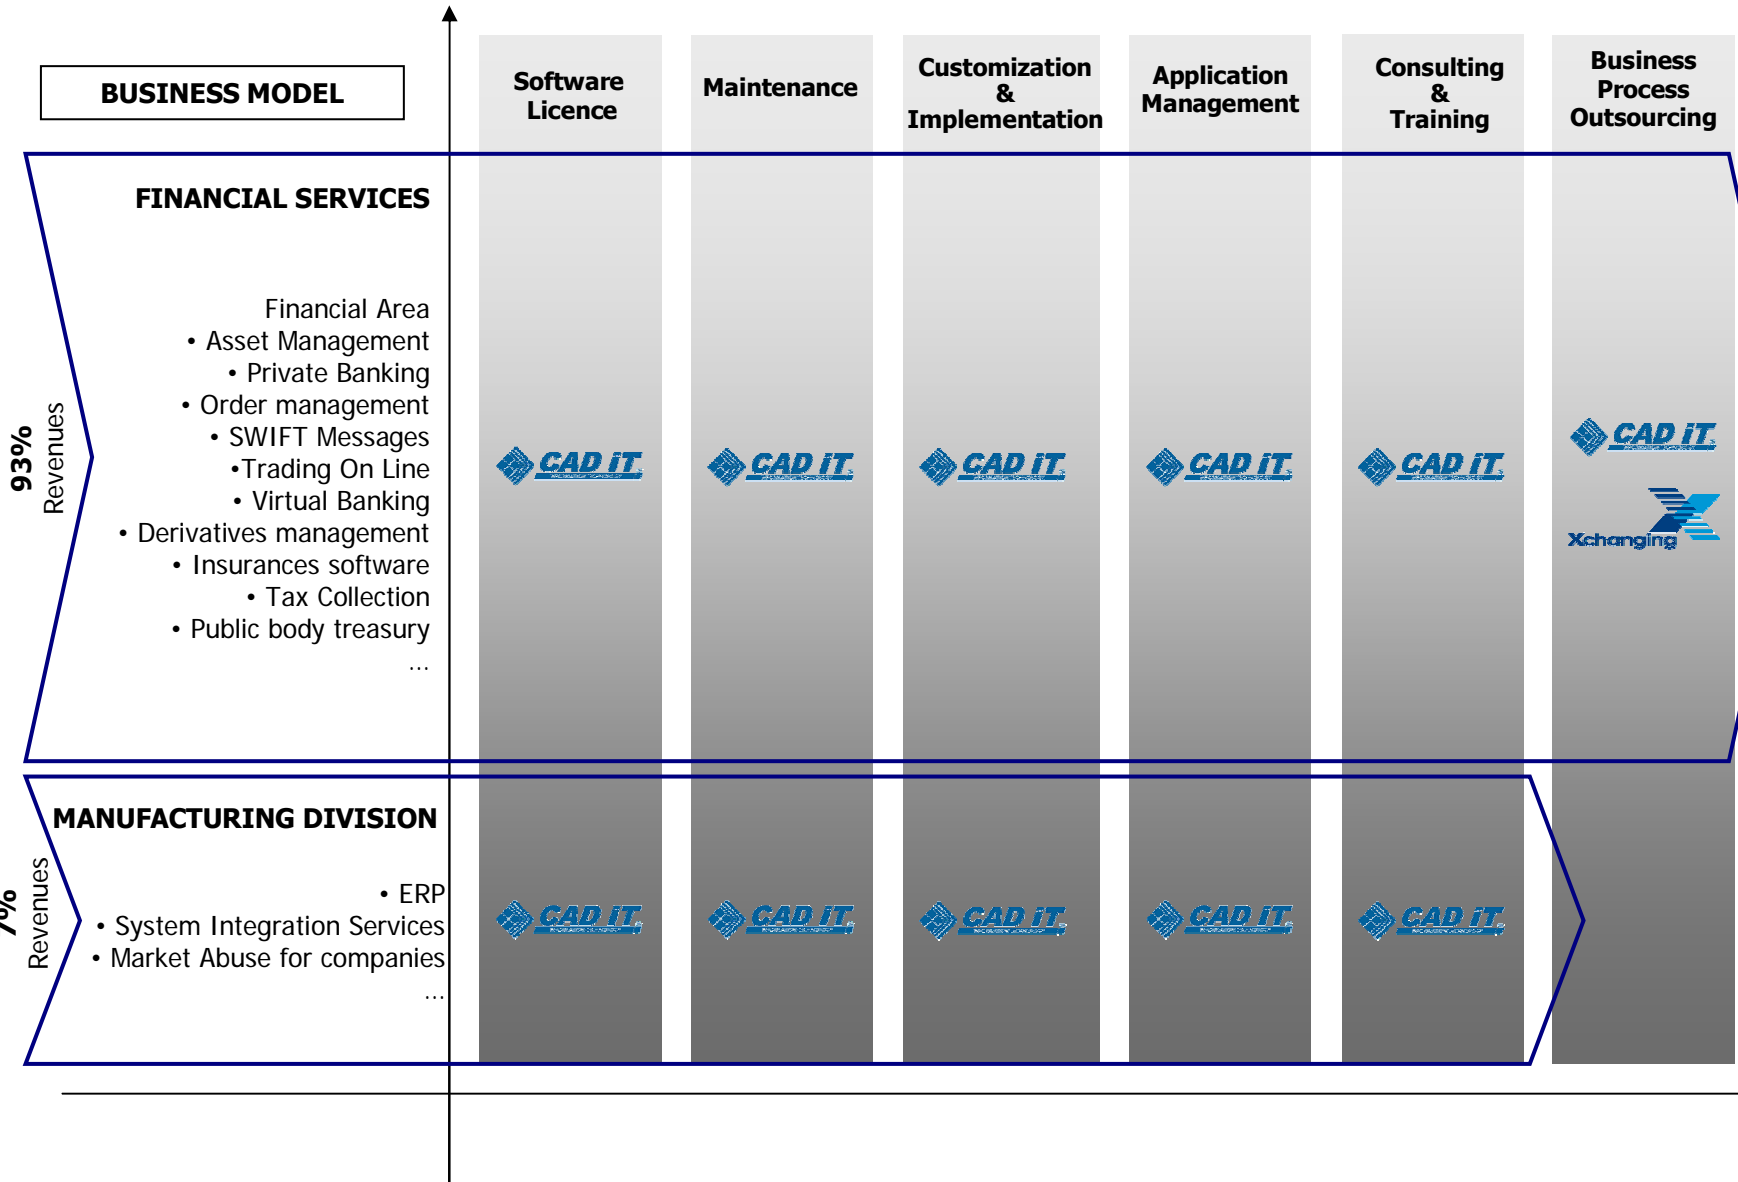 BUSINESS MODEL
Software
Licence
Maintenance
Customization
&
Implementation
Application
Management
Consulting
&
Training
Business
Process
Outsourcing
FINANCIAL SERVICES
Financial Area
• Asset Management
• Private Banking
• Order management
• SWIFT Messages
•Trading On Line
• Virtual Banking
• Derivatives management
• Insurances software
• Tax Collection
• Public body treasury
...
93%
Revenues
CAD iT
CAD iT
CAD iT
CAD iT
CAD iT
CAD iT
Xchanging
MANUFACTURING DIVISION
• ERP
• System Integration Services
• Market Abuse for companies
...
7%
Revenues
CAD iT
CAD iT
CAD iT
CAD iT
CAD iT